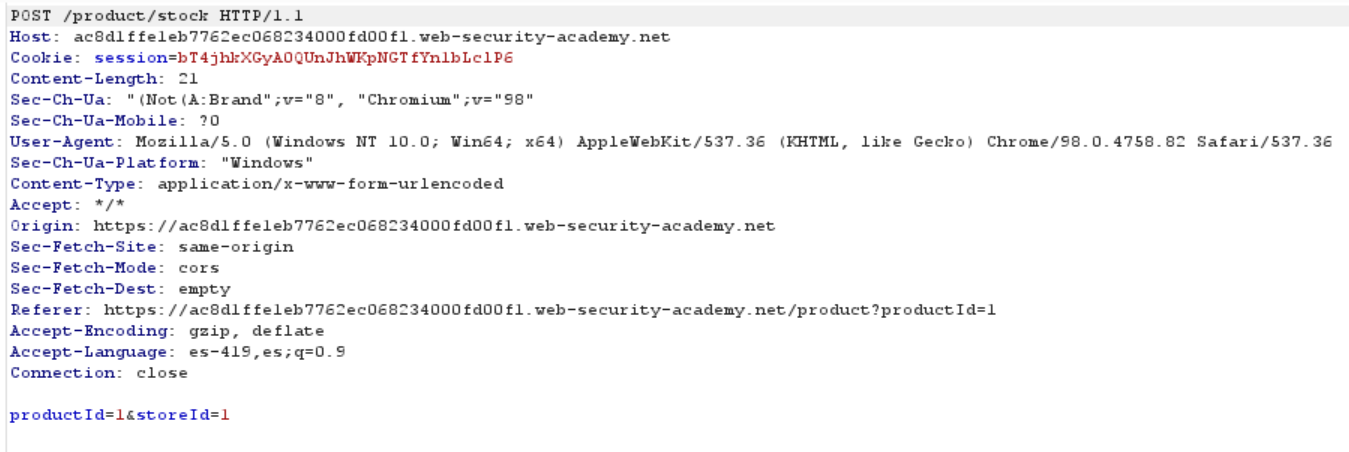 POST /product/stock HTTP/1.1
Host: ac8d1ffe1eb7762ec068234000fd00f1.web-security-academy.net
Cookie: session=bT4jhkXGyA0QUnJhWKpNGTfYn1bLc1P6
Content-Length: 21
Sec-Ch-Ua: "(Not(A:Brand";v="8", "Chromium";v="98"
Sec-Ch-Ua-Mobile: ?0
User-Agent: Mozilla/5.0 (Windows NT 10.0; Win64; x64) AppleWebKit/537.36 (KHTML, like Gecko) Chrome/98.0.4758.82 Safari/537.36
Sec-Ch-Ua-Platform: "Windows"
Content-Type: application/x-www-form-urlencoded
Accept: */*
Origin: https://ac8d1ffe1eb7762ec068234000fd00f1.web-security-academy.net
Sec-Fetch-Site: same-origin
Sec-Fetch-Mode: cors
Sec-Fetch-Dest: empty
Referer: https://ac8d1ffe1eb7762ec068234000fd00f1.web-security-academy.net/product?productId=1
Accept-Encoding: gzip, deflate
Accept-Language: es-419,es;q=0.9
Connection: close
productId=1&storeId=1